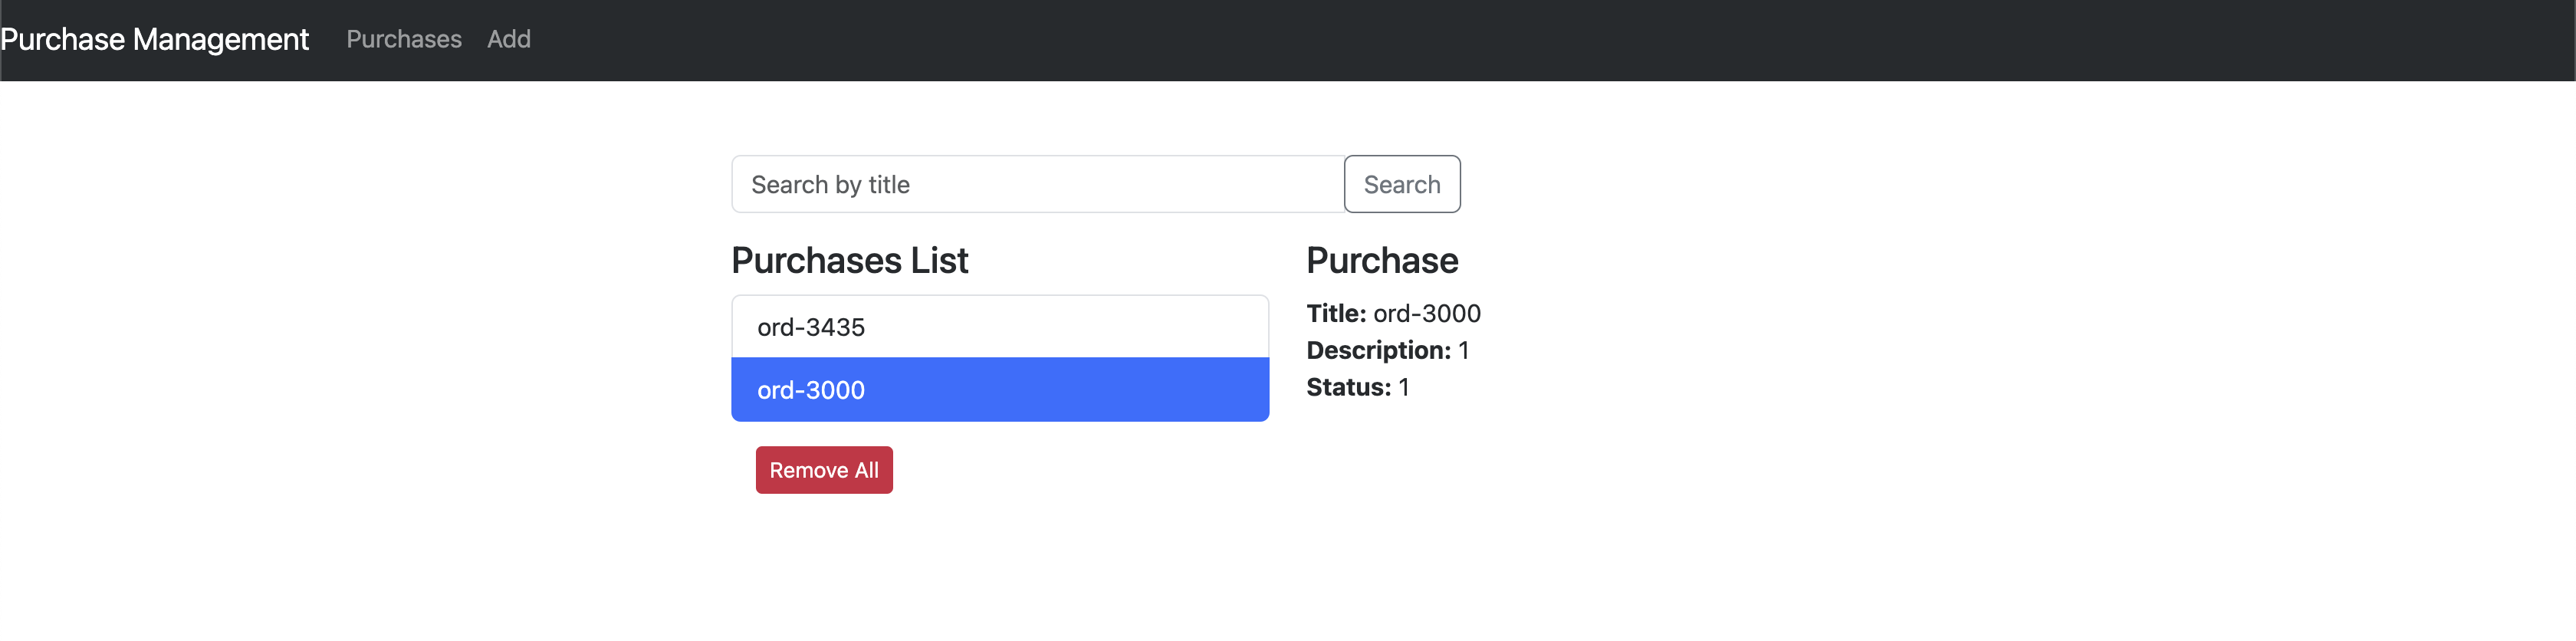 Purchase Management Purchases Add
Search by title Search
Purchases List
ord-3435
ord-3000
Remove All
Purchase
Title: ord-3000
Description: 1
Status: 1